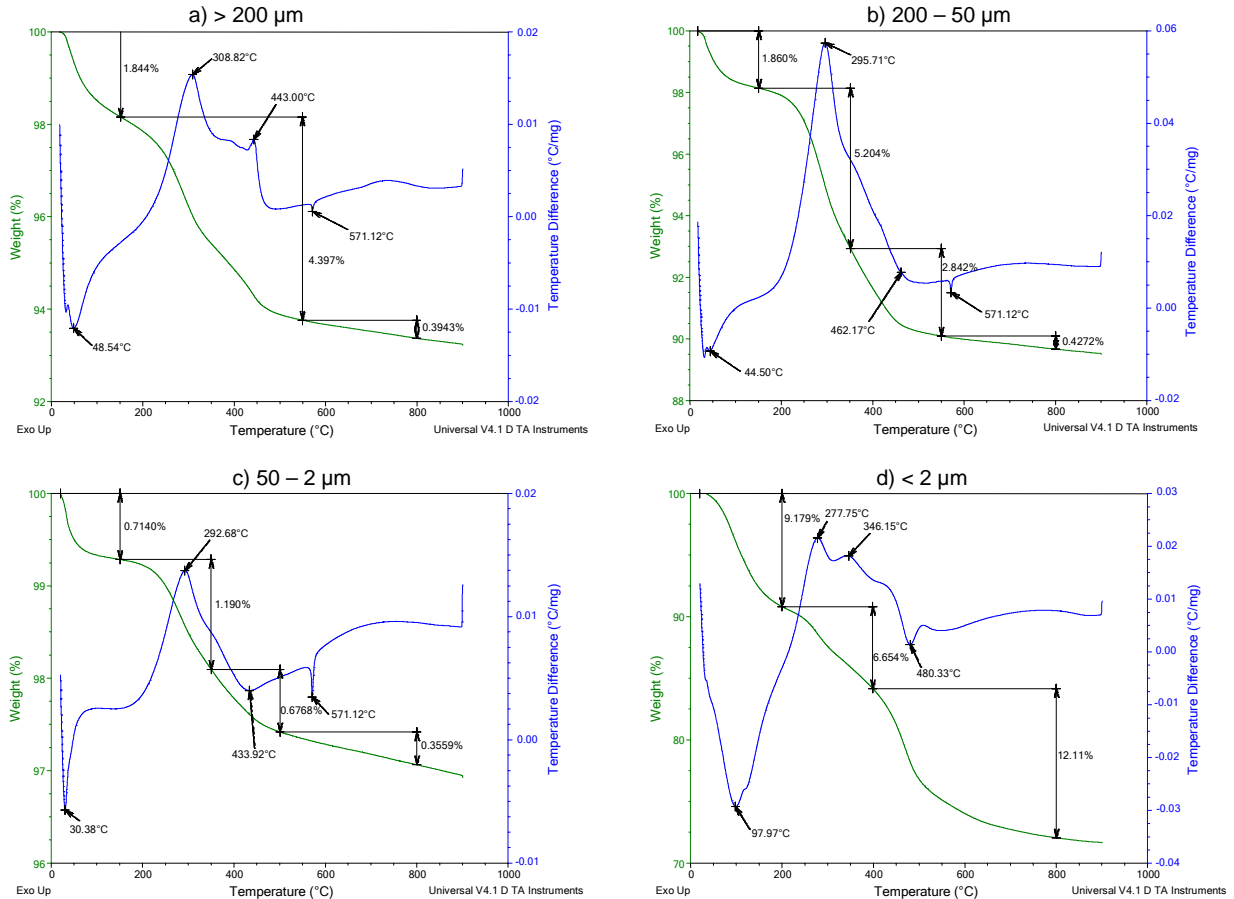 a) > 200 µm
100
98
96
94
92
Weight (%)
0.02
0.01
0.00
-0.01
-0.02
Temperature Difference (°C/mg)
1.844%
308.82°C
443.00°C
571.12°C
4.397%
0.3943%
48.54°C
0
200
400
600
800
1000
Exo Up
Temperature (°C)
Universal V4.1 D TA Instruments
b) 200 – 50 µm
100
98
96
94
92
90
88
Weight (%)
0.06
0.04
0.02
0.00
-0.02
Temperature Difference (°C/mg)
1.860%
295.71°C
5.204%
2.842%
462.17°C
571.12°C
0.4272%
44.50°C
0
200
400
600
800
1000
Exo Up
Temperature (°C)
Universal V4.1 D TA Instruments
c) 50 – 2 µm
100
99
98
97
96
Weight (%)
0.02
0.01
0.00
-0.01
Temperature Difference (°C/mg)
0.7140%
292.68°C
1.190%
0.6768%
571.12°C
433.92°C
0.3559%
30.38°C
0
200
400
600
800
1000
Exo Up
Temperature (°C)
Universal V4.1 D TA Instruments
d) < 2 µm
100
90
80
70
Weight (%)
0.03
0.02
0.01
0.00
-0.01
-0.02
-0.03
-0.04
Temperature Difference (°C/mg)
9.179%
277.75°C
346.15°C
6.654%
480.33°C
12.11%
97.97°C
0
200
400
600
800
1000
Exo Up
Temperature (°C)
Universal V4.1 D TA Instruments